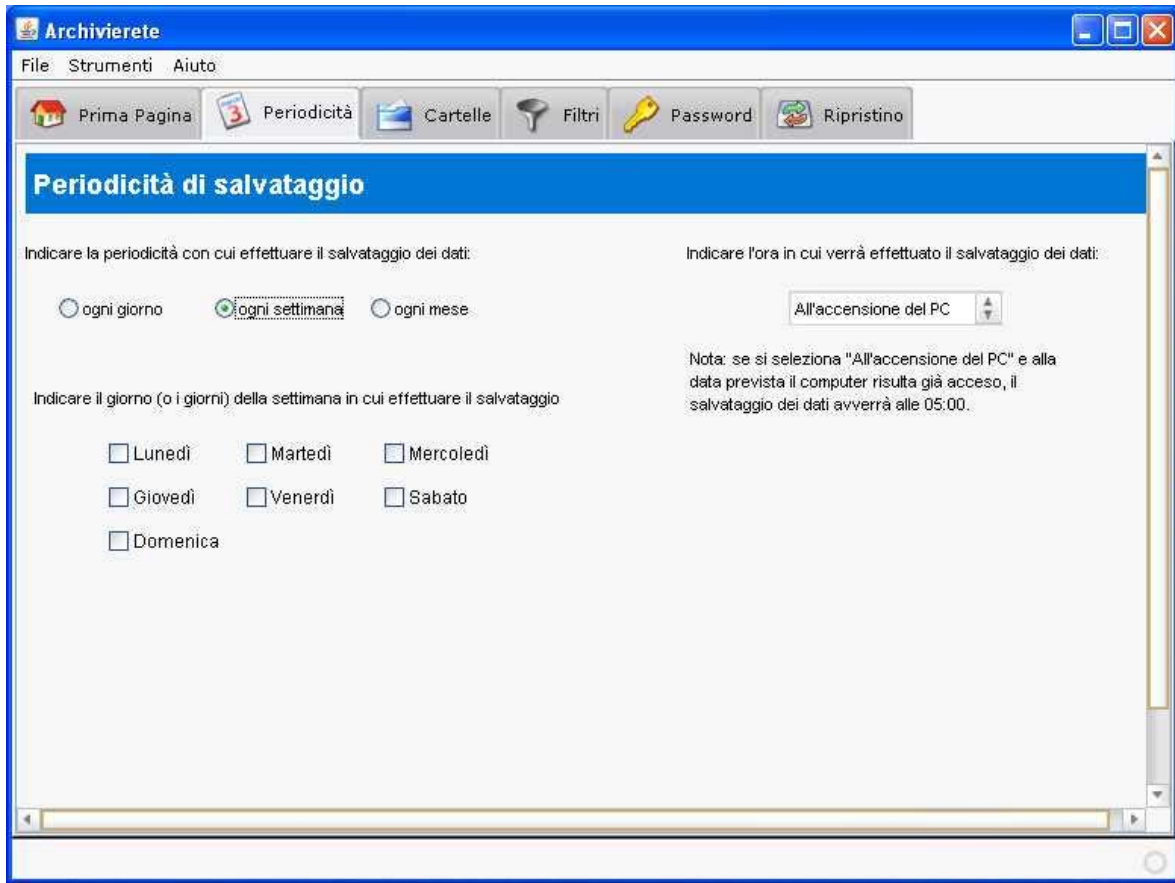 Archivierete
File Strumenti Aiuto
Prima Pagina 3 Periodicità Cartelle Filtri Password Ripristino
Periodicità di salvataggio
Indicare la periodicità con cui effettuare il salvataggio dei dati:
ogni giorno ogni settimana ogni mese
Indicare il giorno (o i giorni) della settimana in cui effettuare il salvataggio
Lunedì Martedì Mercoledì
Giovedì Venerdì Sabato
Domenica
Indicare l'ora in cui verrà effettuato il salvataggio dei dati:
All'accensione del PC
Nota: se si seleziona "All'accensione del PC" e alla
data prevista il computer risulta già acceso, il
salvataggio dei dati avverrà alle 05:00.